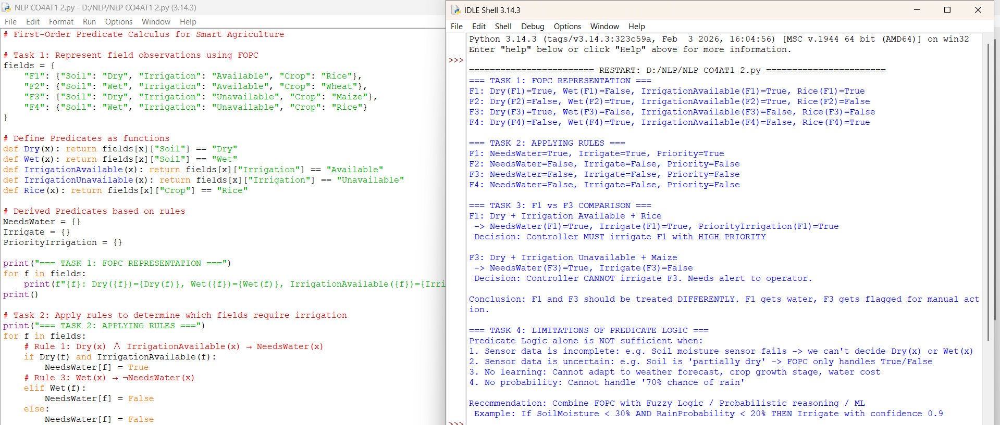 NLP CO4AT1 2.py - D:/NLP/NLP CO4AT1 2.py (3.14.3)
File Edit Format Run Options Window Help
# First-Order Predicate Calculus for Smart Agriculture
# Task 1: Represent field observations using FOPC
fields = {
    "F1": {"Soil": "Dry", "Irrigation": "Available", "Crop": "Rice"},
    "F2": {"Soil": "Wet", "Irrigation": "Available", "Crop": "Wheat"},
    "F3": {"Soil": "Dry", "Irrigation": "Unavailable", "Crop": "Maize"},
    "F4": {"Soil": "Wet", "Irrigation": "Unavailable", "Crop": "Rice"}
}
# Define Predicates as functions
def Dry(x): return fields[x]["Soil"] == "Dry"
def Wet(x): return fields[x]["Soil"] == "Wet"
def IrrigationAvailable(x): return fields[x]["Irrigation"] == "Available"
def IrrigationUnavailable(x): return fields[x]["Irrigation"] == "Unavailable"
def Rice(x): return fields[x]["Crop"] == "Rice"
# Derived Predicates based on rules
NeedsWater = {}
Irrigate = {}
PriorityIrrigation = {}
print("=== TASK 1: FOPC REPRESENTATION ===")
for f in fields:
    print(f"{f}: Dry({f})={Dry(f)}, Wet({f})={Wet(f)}, IrrigationAvailable({f})={Irri
print()
# Task 2: Apply rules to determine which fields require irrigation
print("=== TASK 2: APPLYING RULES ===")
for f in fields:
    # Rule 1: Dry(x) ∧ IrrigationAvailable(x) → NeedsWater(x)
    if Dry(f) and IrrigationAvailable(f):
        NeedsWater[f] = True
    # Rule 3: Wet(x) → ¬NeedsWater(x)
    elif Wet(f):
        NeedsWater[f] = False
    else:
        NeedsWater[f] = False
IDLE Shell 3.14.3
File Edit Shell Debug Options Window Help
Python 3.14.3 (tags/v3.14.3:323c59a, Feb  3 2026, 16:04:56) [MSC v.1944 64 bit (AMD64)] on win32
Enter "help" below or click "Help" above for more information.
>>>
======================== RESTART: D:/NLP/NLP CO4AT1 2.py =======================
=== TASK 1: FOPC REPRESENTATION ===
F1: Dry(F1)=True, Wet(F1)=False, IrrigationAvailable(F1)=True, Rice(F1)=True
F2: Dry(F2)=False, Wet(F2)=True, IrrigationAvailable(F2)=True, Rice(F2)=False
F3: Dry(F3)=True, Wet(F3)=False, IrrigationAvailable(F3)=False, Rice(F3)=False
F4: Dry(F4)=False, Wet(F4)=True, IrrigationAvailable(F4)=False, Rice(F4)=True
=== TASK 2: APPLYING RULES ===
F1: NeedsWater=True, Irrigate=True, Priority=True
F2: NeedsWater=False, Irrigate=False, Priority=False
F3: NeedsWater=False, Irrigate=False, Priority=False
F4: NeedsWater=False, Irrigate=False, Priority=False
=== TASK 3: F1 vs F3 COMPARISON ===
F1: Dry + Irrigation Available + Rice
 -> NeedsWater(F1)=True, Irrigate(F1)=True, PriorityIrrigation(F1)=True
 Decision: Controller MUST irrigate F1 with HIGH PRIORITY
F3: Dry + Irrigation Unavailable + Maize
 -> NeedsWater(F3)=True, Irrigate(F3)=False
 Decision: Controller CANNOT irrigate F3. Needs alert to operator.
Conclusion: F1 and F3 should be treated DIFFERENTLY. F1 gets water, F3 gets flagged for manual act
ion.
=== TASK 4: LIMITATIONS OF PREDICATE LOGIC ===
Predicate Logic alone is NOT sufficient when:
1. Sensor data is incomplete: e.g. Soil moisture sensor fails -> we can't decide Dry(x) or Wet(x)
2. Sensor data is uncertain: e.g. Soil is 'partially dry' -> FOPC only handles True/False
3. No learning: Cannot adapt to weather forecast, crop growth stage, water cost
4. No probability: Cannot handle '70% chance of rain'
Recommendation: Combine FOPC with Fuzzy Logic / Probabilistic reasoning / ML
 Example: If SoilMoisture < 30% AND RainProbability < 20% THEN Irrigate with confidence 0.9
>>>